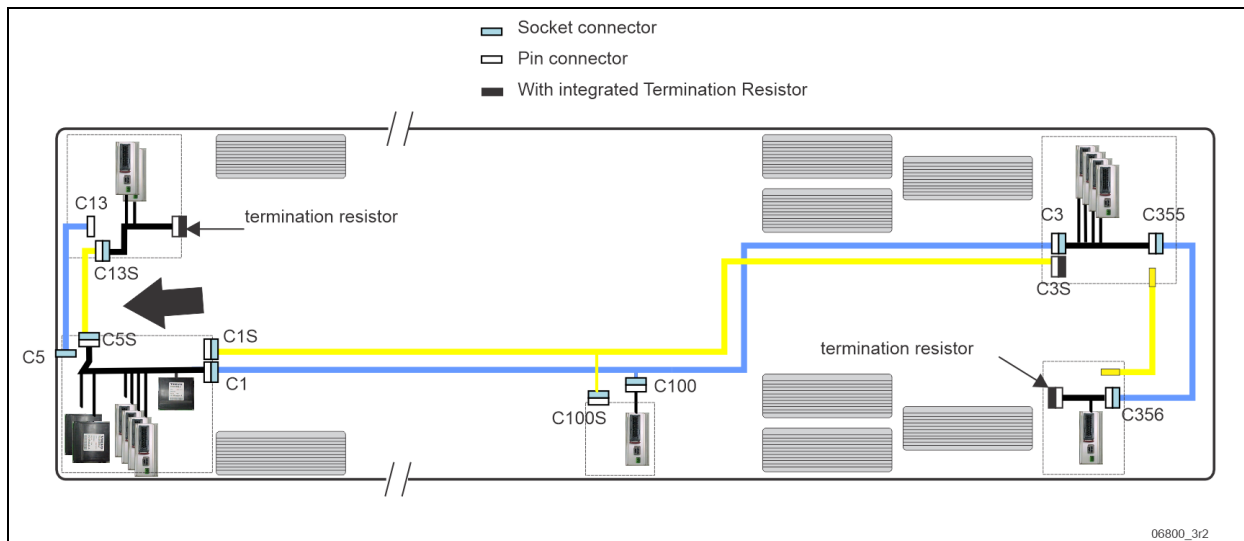 Socket connector
Pin connector
With integrated Termination Resistor
C13
termination resistor
C13S
C3
C355
C3S
C5
C5S
C1S
C1
C100
C100S
termination resistor
C356
06800_3r2